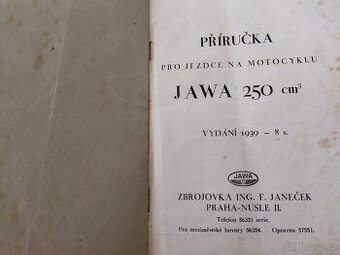 PŘÍRUČKA
PRO JEZDCE NA MOTOCYKLU
JAWA 250 cm³
VYDÁNÍ 1939 – 8 s.
JAWA
ZBROJOVKA ING. F. JANEČEK
PRAHA-NUSLE II.
Telefon 56351 serie.
Pro meziměstské hovory 56354. Opravna 57551.